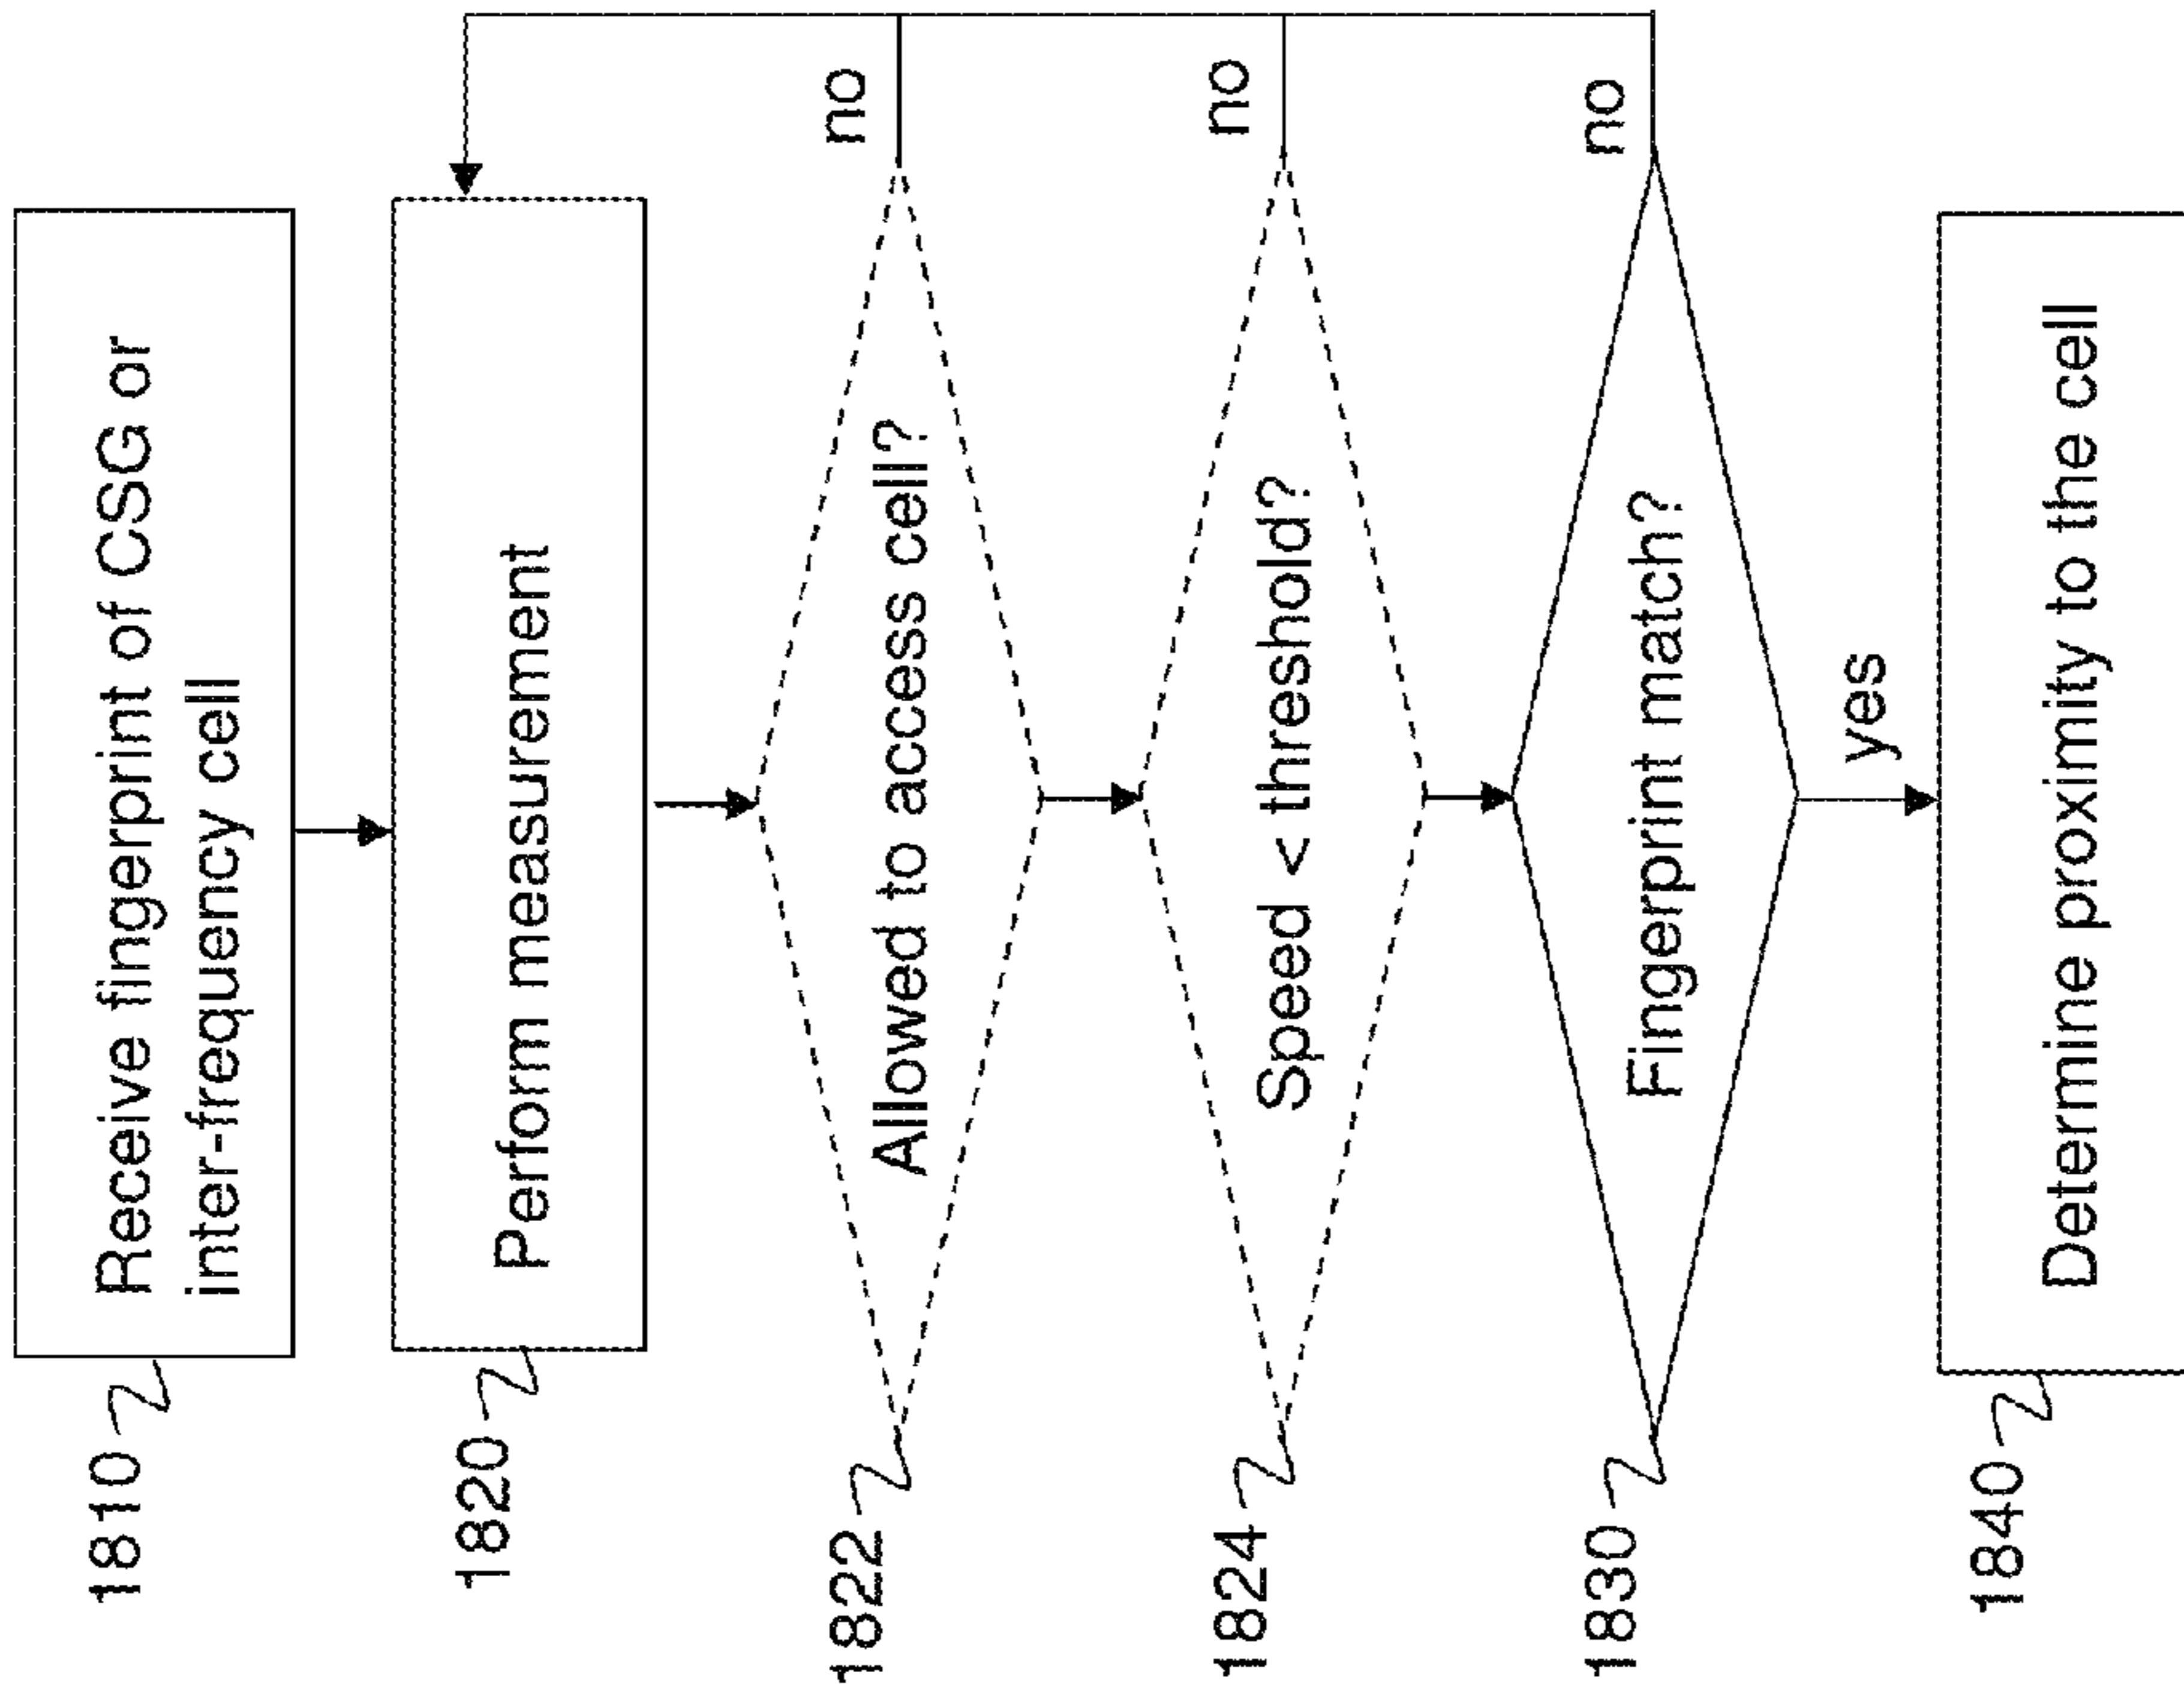 1810
Receive fingerprint of CSG or
inter-frequency cell
1820
Perform measurement
1822
Allowed to access cell?
no
1824
Speed < threshold?
no
1830
Fingerprint match?
no
yes
1840
Determine proximity to the cell